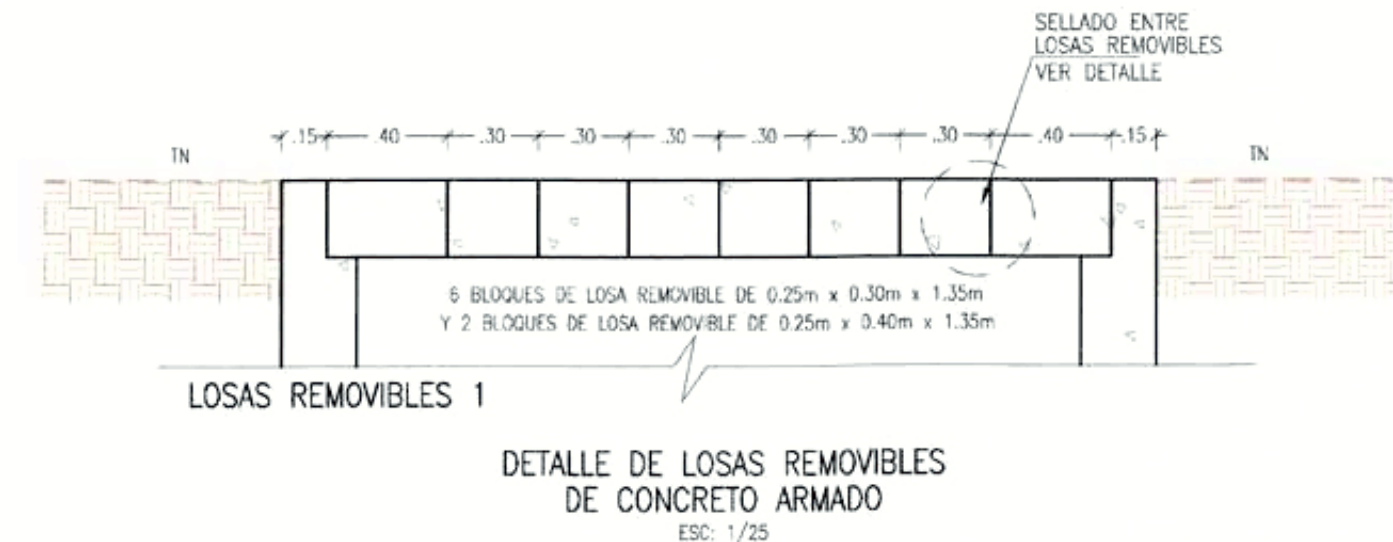 SELLADO ENTRE
LOSAS REMOVIBLES
VER DETALLE
.15 .40 .30 .30 .30 .30 .30 .30 .40 .15
TN
TN
6 BLOQUES DE LOSA REMOVIBLE DE 0.25m x 0.30m x 1.35m
Y 2 BLOQUES DE LOSA REMOVIBLE DE 0.25m x 0.40m x 1.35m
LOSAS REMOVIBLES 1
DETALLE DE LOSAS REMOVIBLES
DE CONCRETO ARMADO
ESC: 1/25